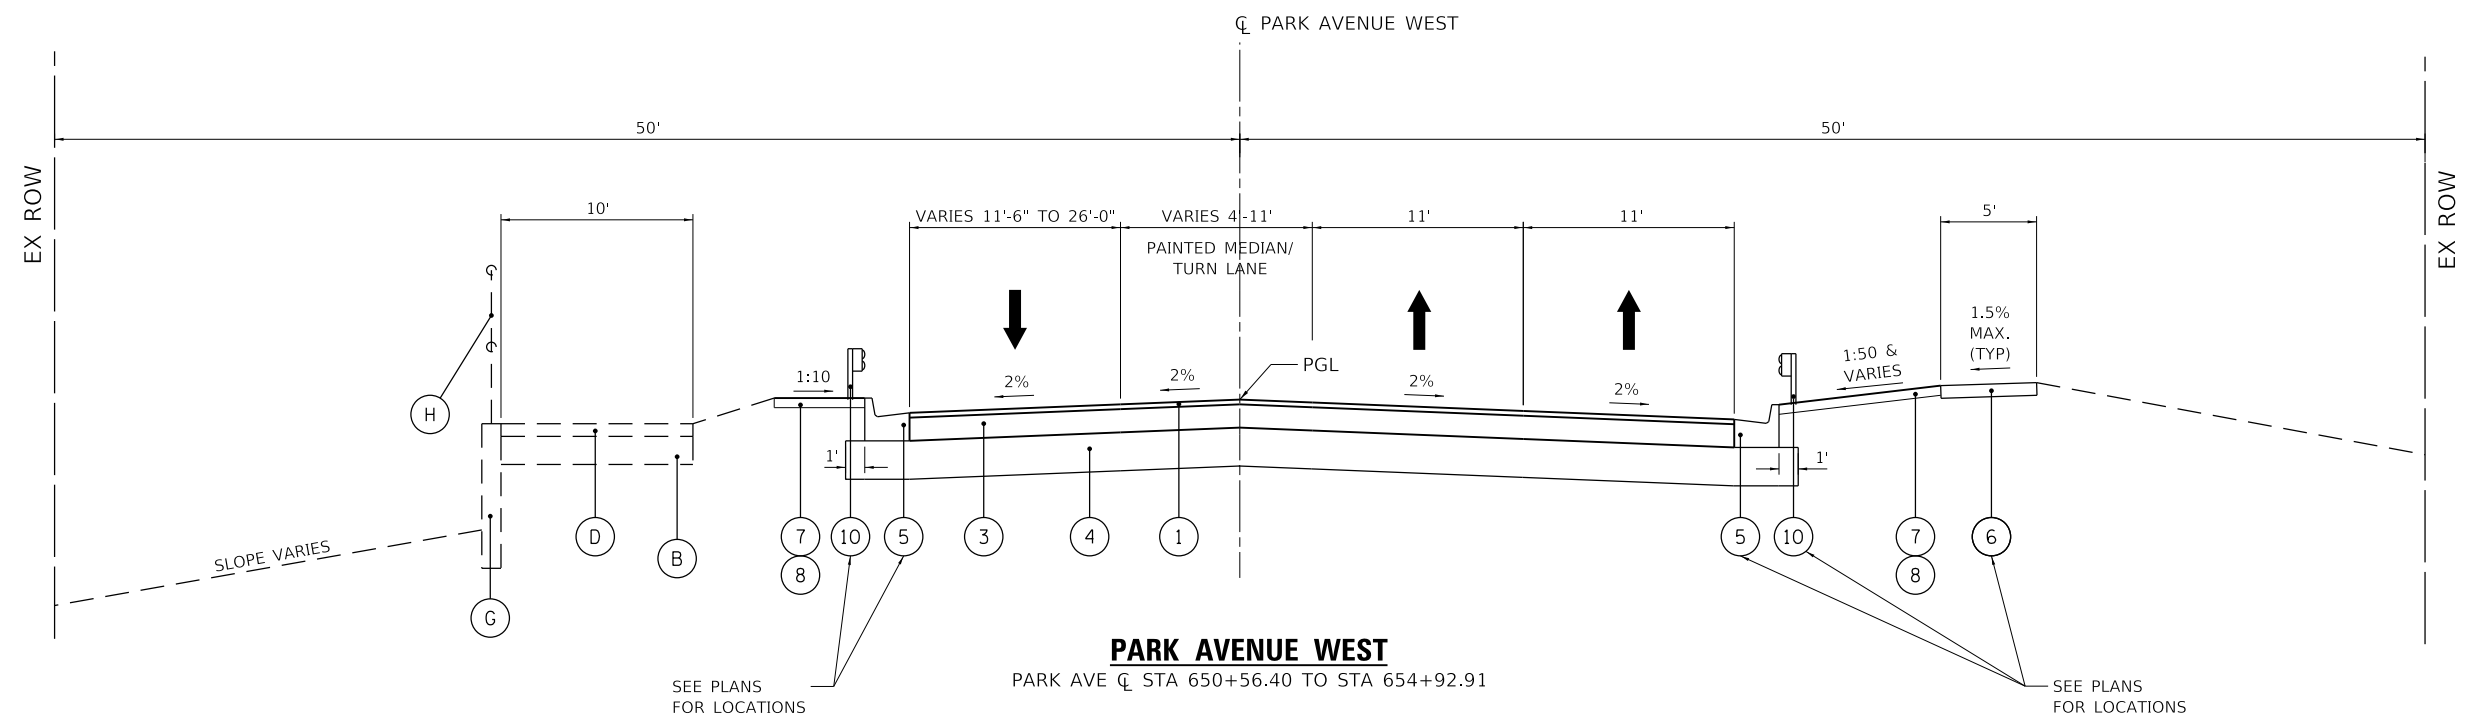 ℄ PARK AVENUE WEST
50'
50'
EX ROW
EX ROW
10'
VARIES 11'-6" TO 26'-0"
VARIES 4'-11'
11'
11'
5'
PAINTED MEDIAN/
TURN LANE
1.5%
MAX.
(TYP)
1:50 &
VARIES
PGL
1:10
2%
2%
2%
2%
H
1'
1'
D
B
7
8
10
5
3
4
1
5
10
7
8
6
SLOPE VARIES
G
PARK AVENUE WEST
PARK AVE ℄ STA 650+56.40 TO STA 654+92.91
SEE PLANS
FOR LOCATIONS
SEE PLANS
FOR LOCATIONS